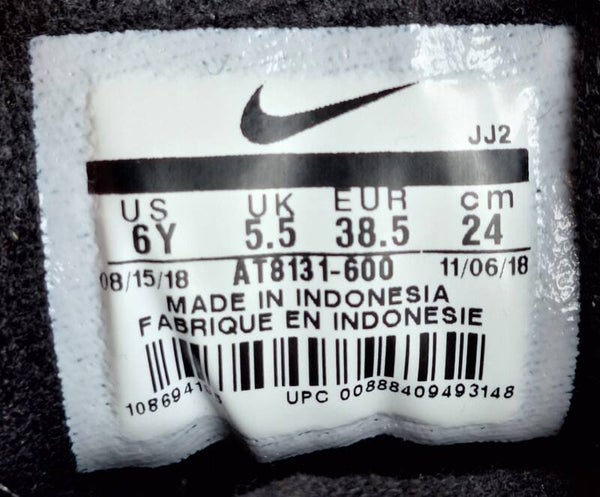 JJ2
US UK EUR cm
6Y 5.5 38.5 24
08/15/18 AT8131-600 11/06/18
MADE IN INDONESIA
FABRIQUE EN INDONESIE
UPC 00888409493148